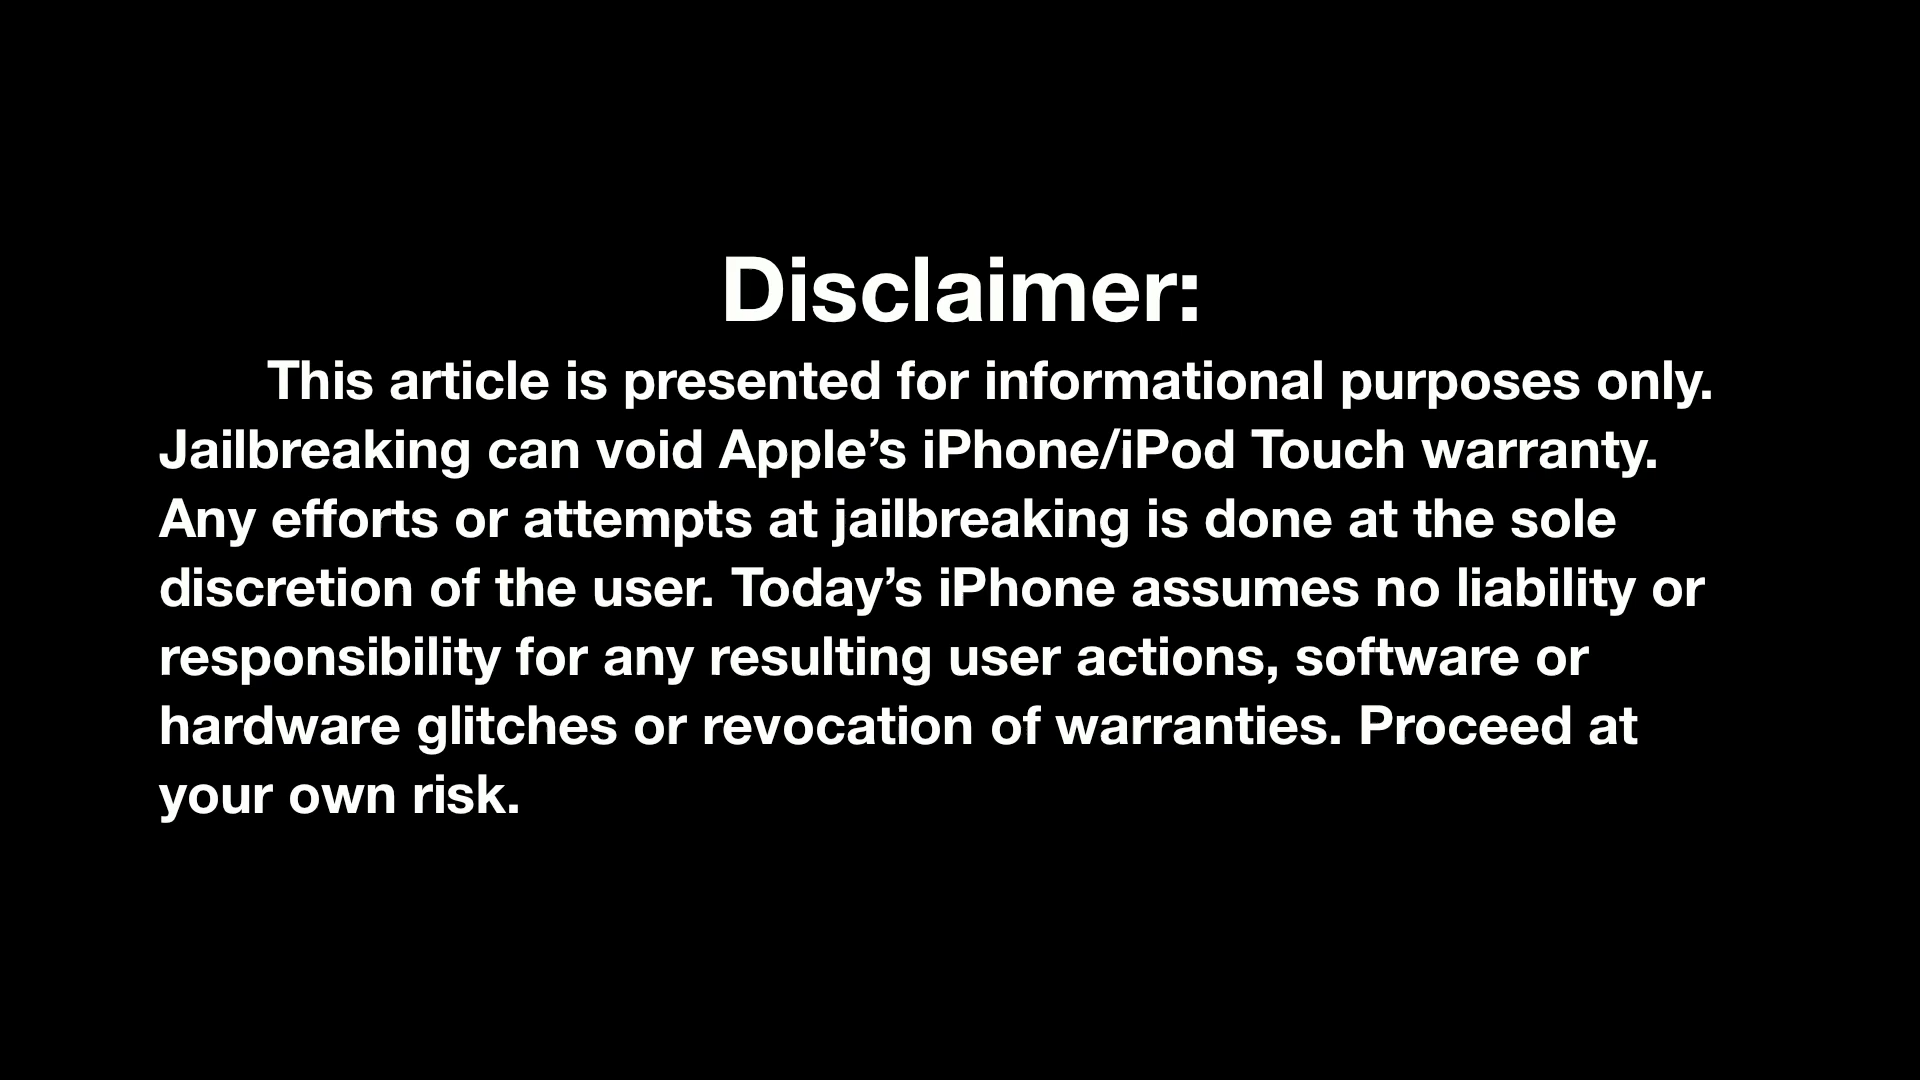 Disclaimer:
This article is presented for informational purposes only.
Jailbreaking can void Apple’s iPhone/iPod Touch warranty.
Any efforts or attempts at jailbreaking is done at the sole
discretion of the user. Today’s iPhone assumes no liability or
responsibility for any resulting user actions, software or
hardware glitches or revocation of warranties. Proceed at
your own risk.